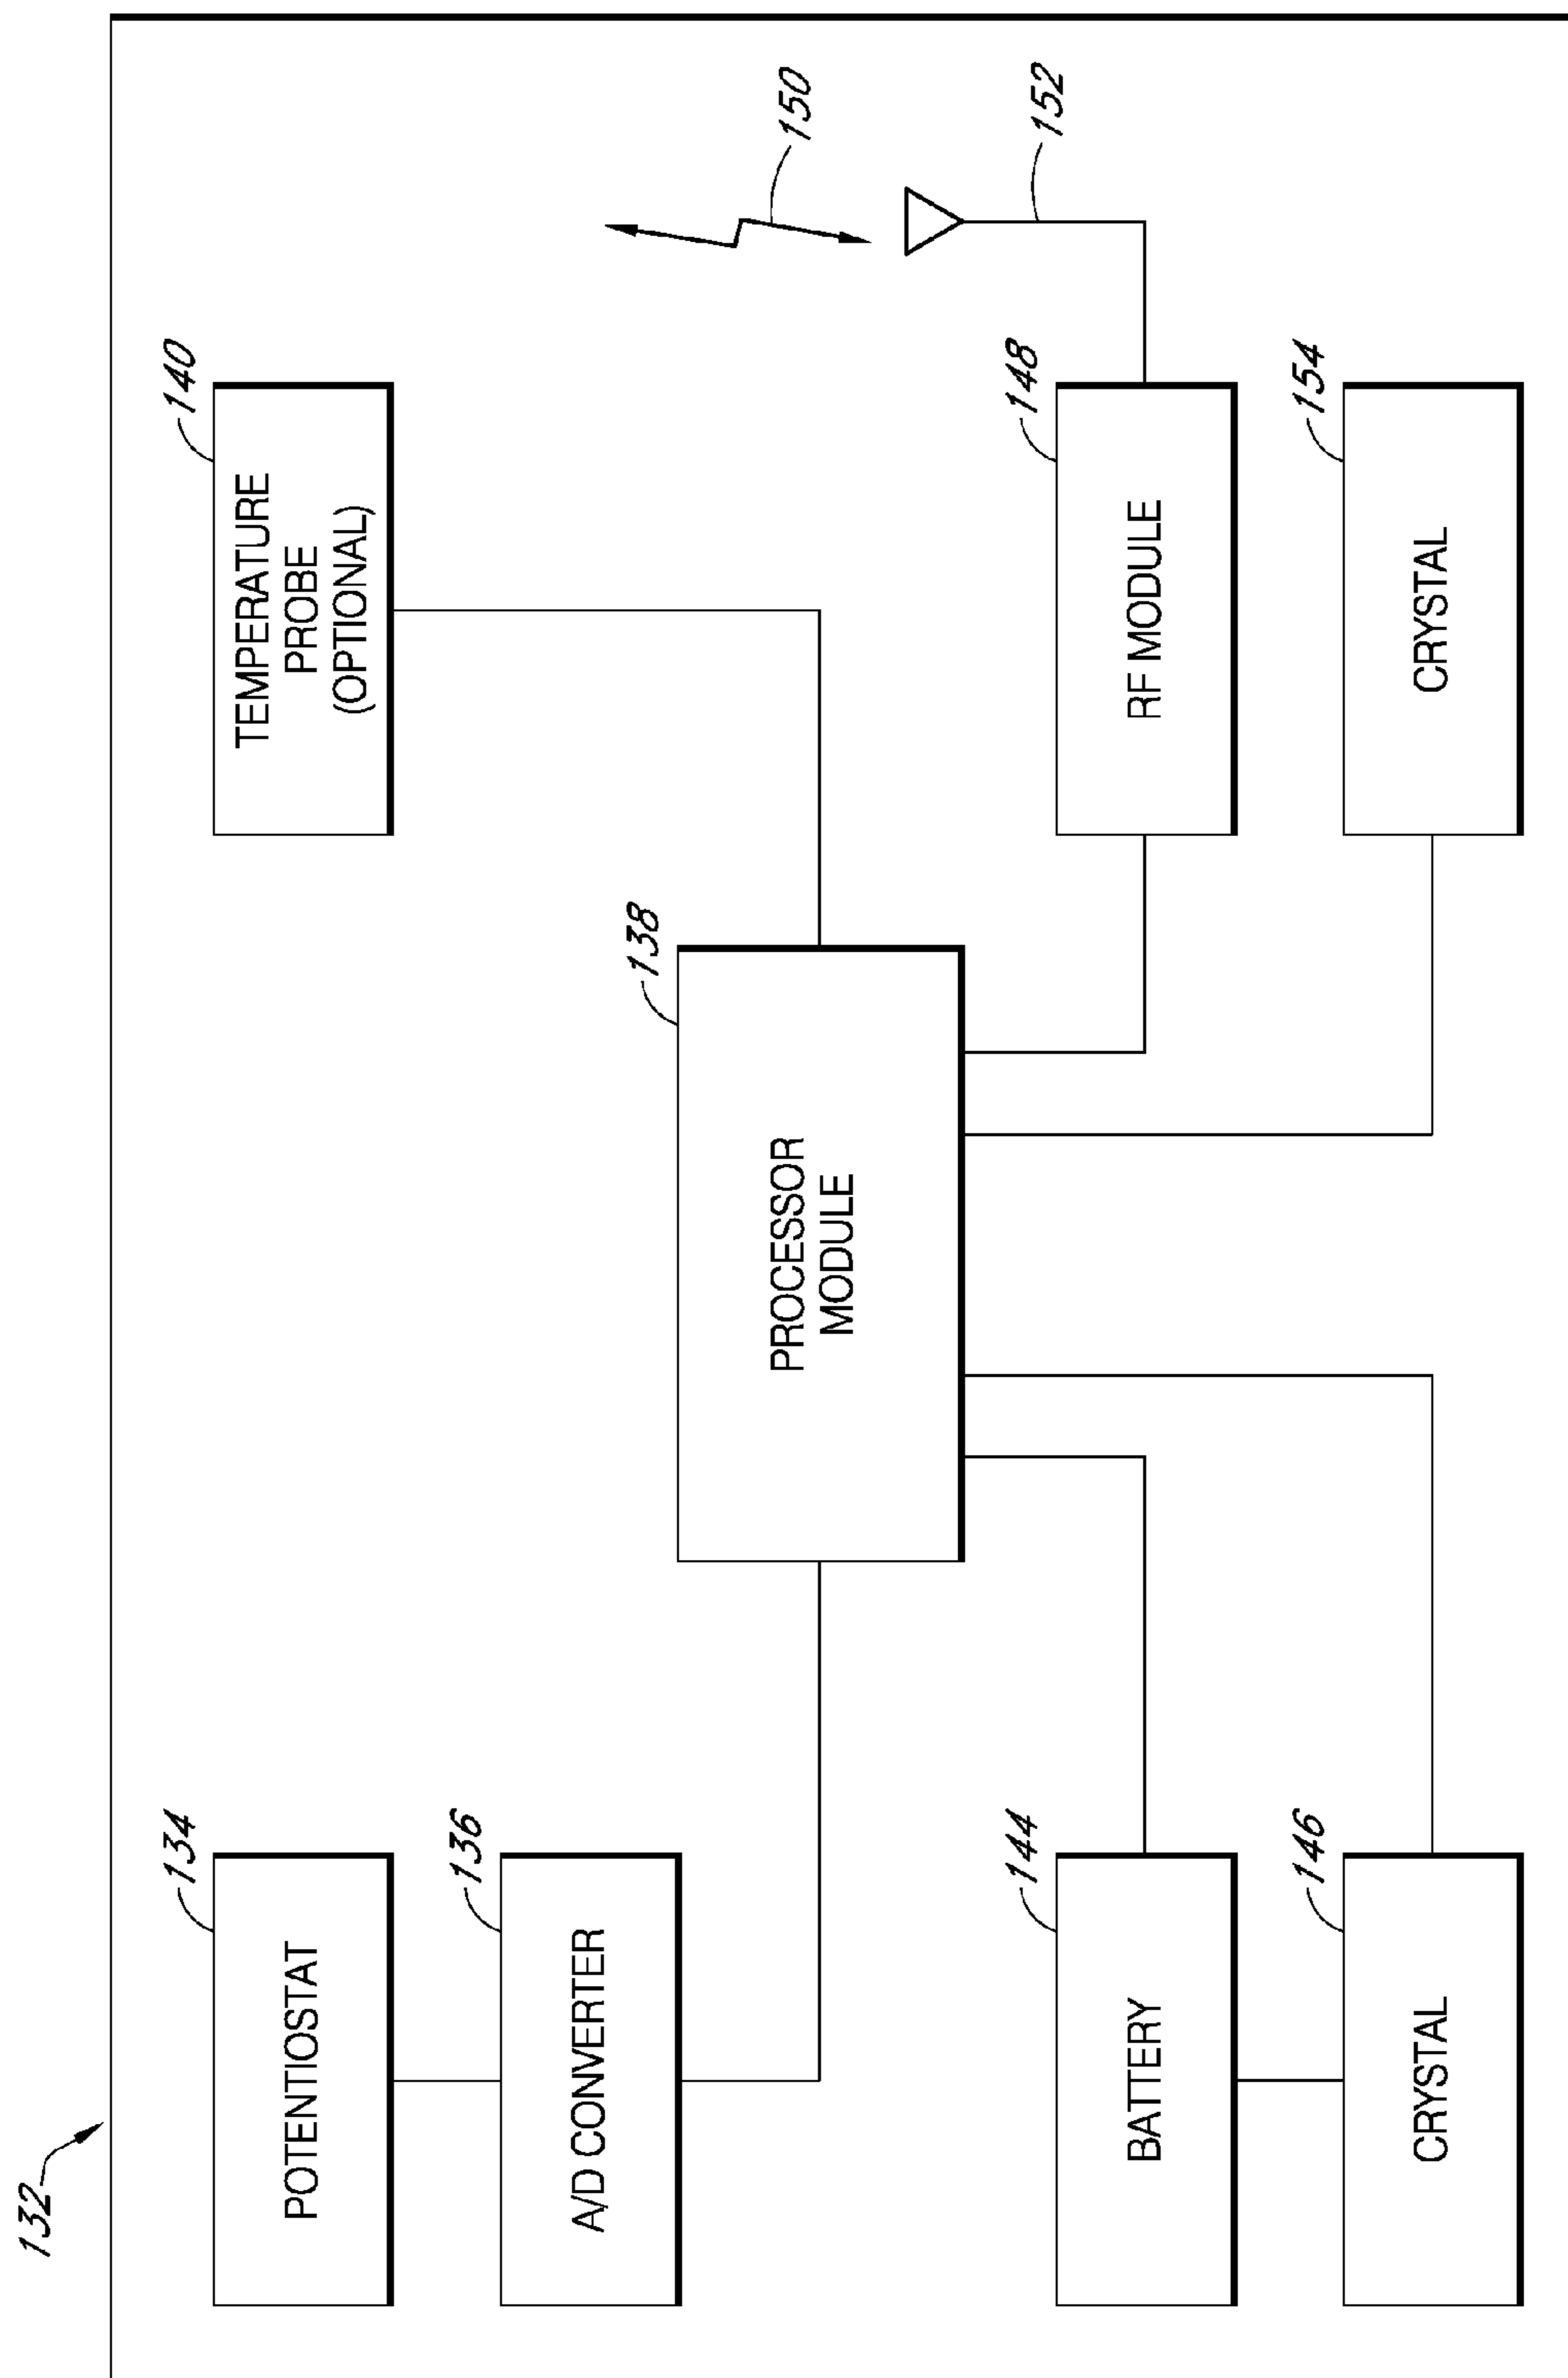 132
134
POTENTIOSTAT
140
TEMPERATURE
PROBE
(OPTIONAL)
136
A/D CONVERTER
138
PROCESSOR
MODULE
150
152
144
BATTERY
148
RF MODULE
146
CRYSTAL
154
CRYSTAL